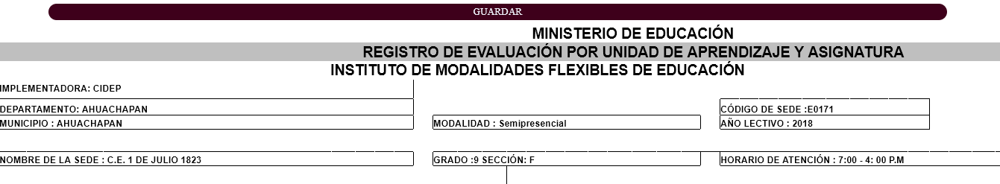 GUARDAR
MINISTERIO DE EDUCACIÓN
REGISTRO DE EVALUACIÓN POR UNIDAD DE APRENDIZAJE Y ASIGNATURA
INSTITUTO DE MODALIDADES FLEXIBLES DE EDUCACIÓN
IMPLEMENTADORA: CIDEP
DEPARTAMENTO: AHUACHAPAN CÓDIGO DE SEDE :E0171
MUNICIPIO : AHUACHAPAN MODALIDAD : Semipresencial AÑO LECTIVO : 2018
NOMBRE DE LA SEDE : C.E. 1 DE JULIO 1823 GRADO :9 SECCIÓN: F HORARIO DE ATENCIÓN : 7:00 - 4: 00 P.M